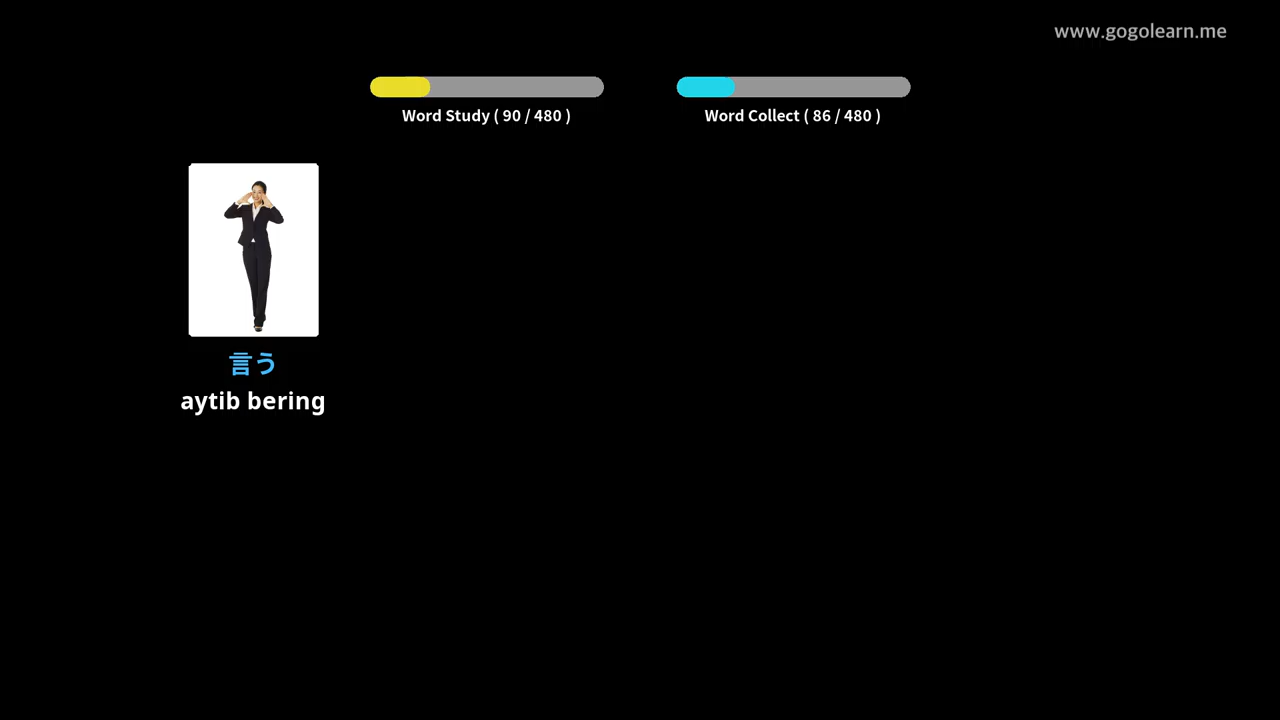 www.gogolearn.me
Word Study ( 90 / 480 )
Word Collect ( 86 / 480 )
言う
aytib bering